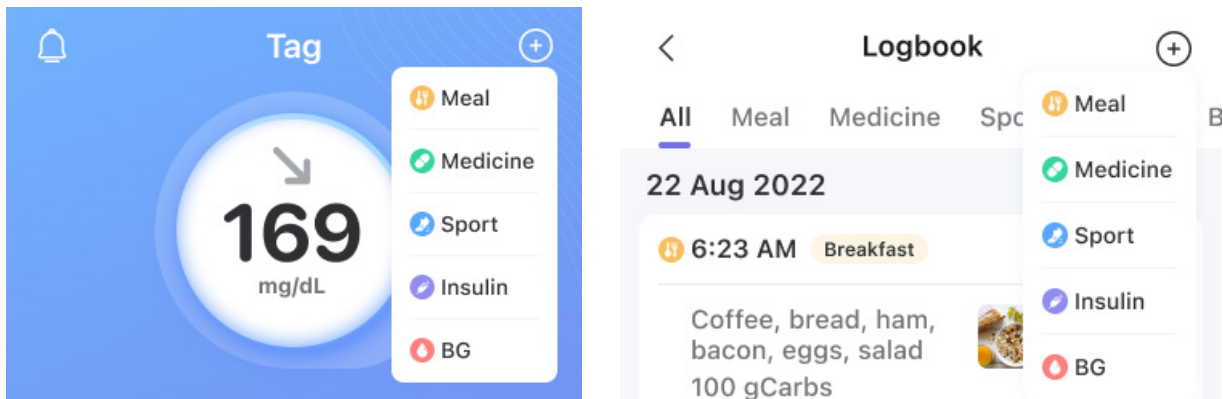 Tag
Meal
Medicine
Sport
Insulin
BG
169
mg/dL
Logbook
All Meal Medicine Spo B
Meal
Medicine
Sport
Insulin
BG
22 Aug 2022
6:23 AM Breakfast
Coffee, bread, ham,
bacon, eggs, salad
100 gCarbs